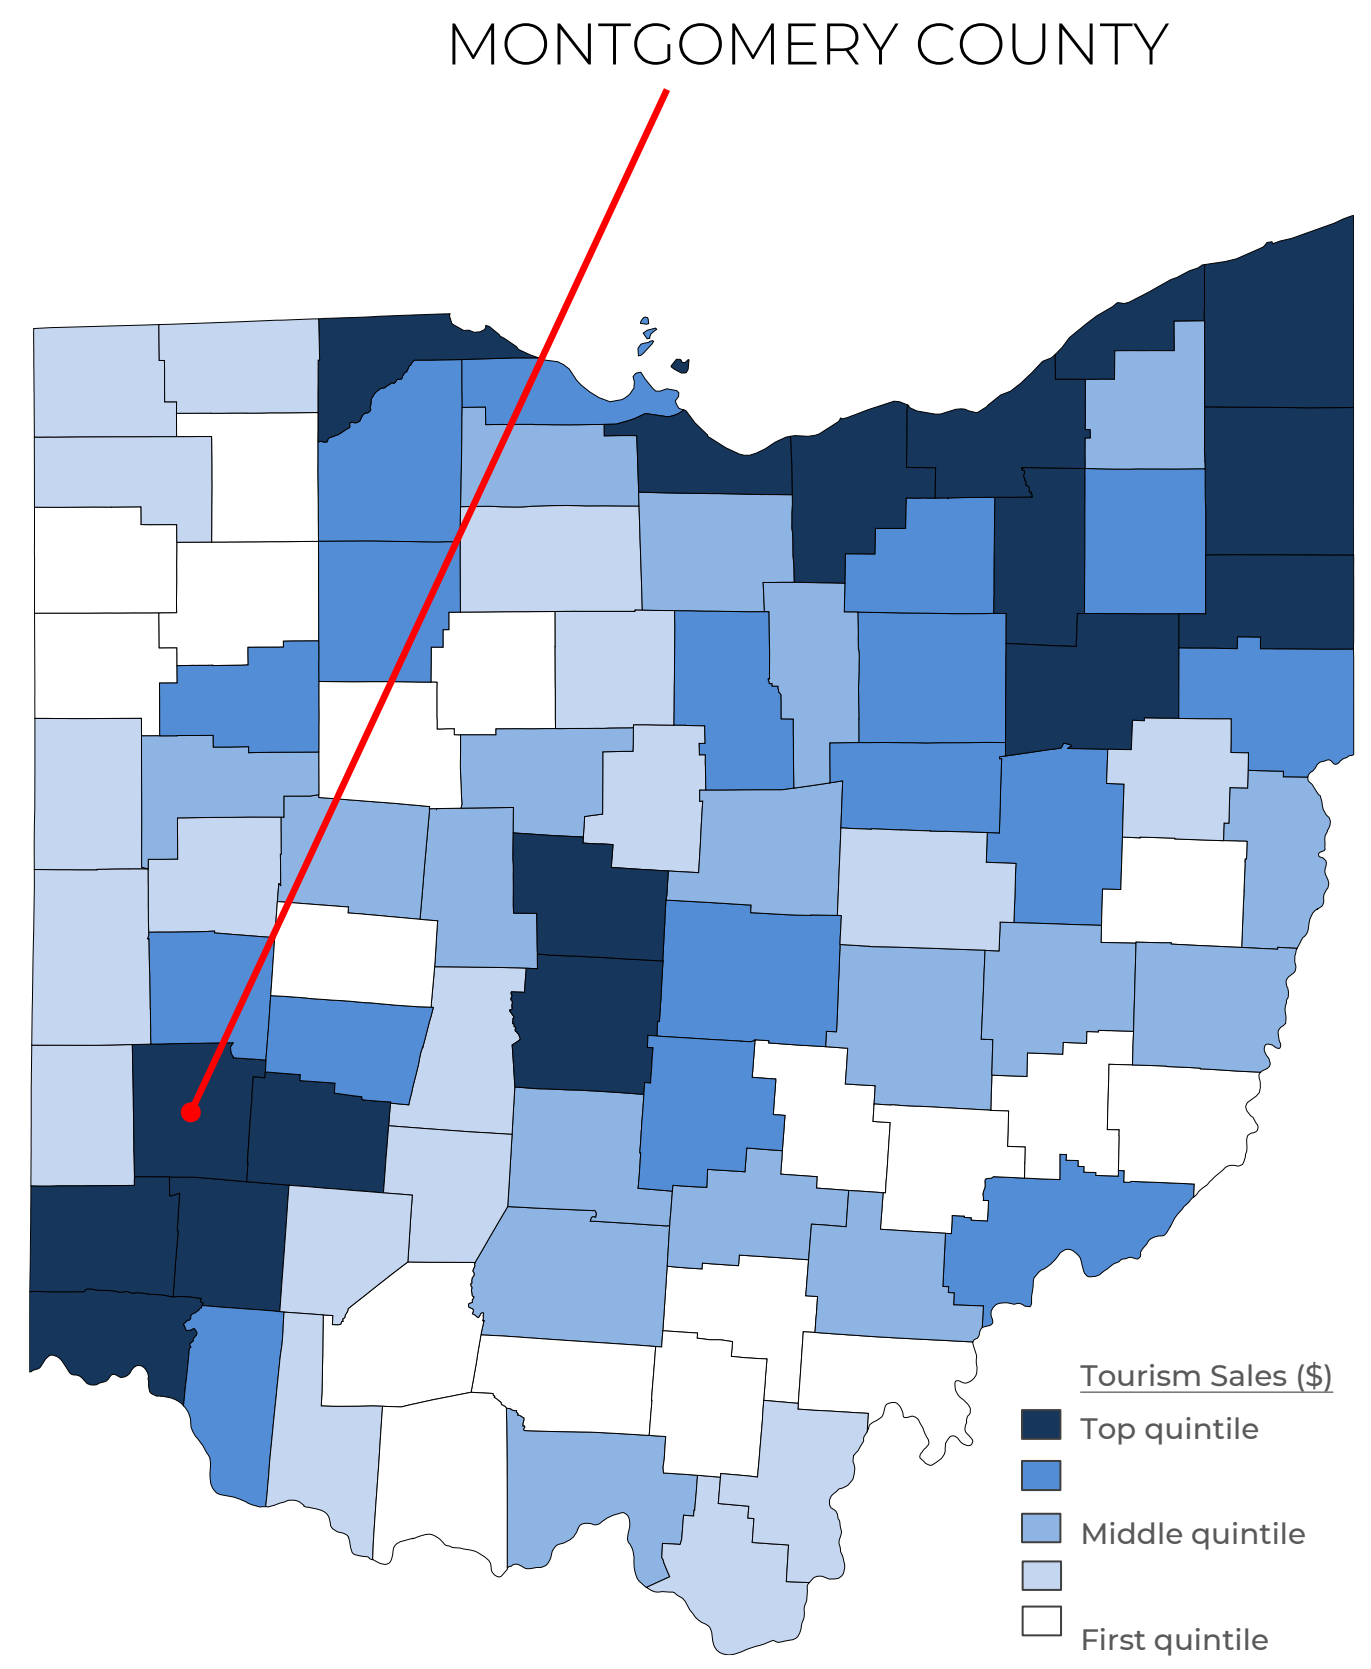 MONTGOMERY COUNTY
Tourism Sales ($)
Top quintile
Middle quintile
First quintile